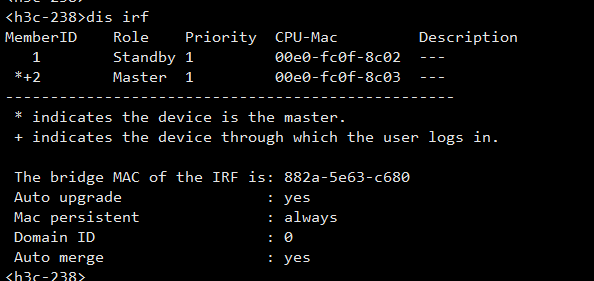 <h3c-238>
<h3c-238>dis irf
MemberID    Role    Priority  CPU-Mac         Description
   1        Standby 1         00e0-fc0f-8c02  ---
 *+2        Master  1         00e0-fc0f-8c03  ---
--------------------------------------------------
 * indicates the device is the master.
 + indicates the device through which the user logs in.

 The bridge MAC of the IRF is: 882a-5e63-c680
 Auto upgrade                : yes
 Mac persistent              : always
 Domain ID                   : 0
 Auto merge                  : yes
<h3c-238>